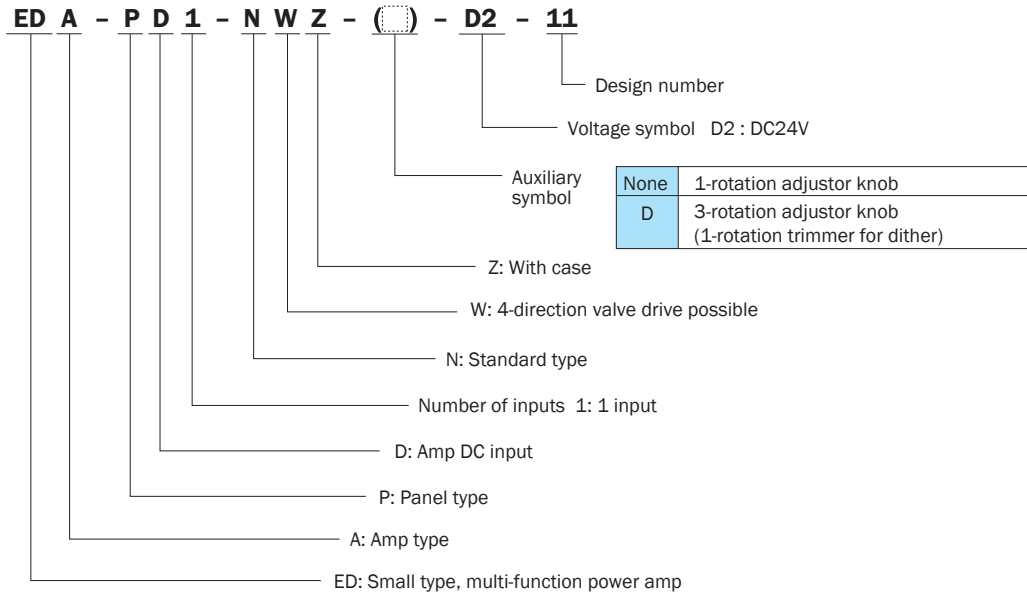 ED A – P D 1 – N W Z – ( ) – D2 – 11
Design number
Voltage symbol D2 : DC24V
Auxiliary
symbol
None 1-rotation adjustor knob
D 3-rotation adjustor knob
(1-rotation trimmer for dither)
Z: With case
W: 4-direction valve drive possible
N: Standard type
Number of inputs 1: 1 input
D: Amp DC input
P: Panel type
A: Amp type
ED: Small type, multi-function power amp